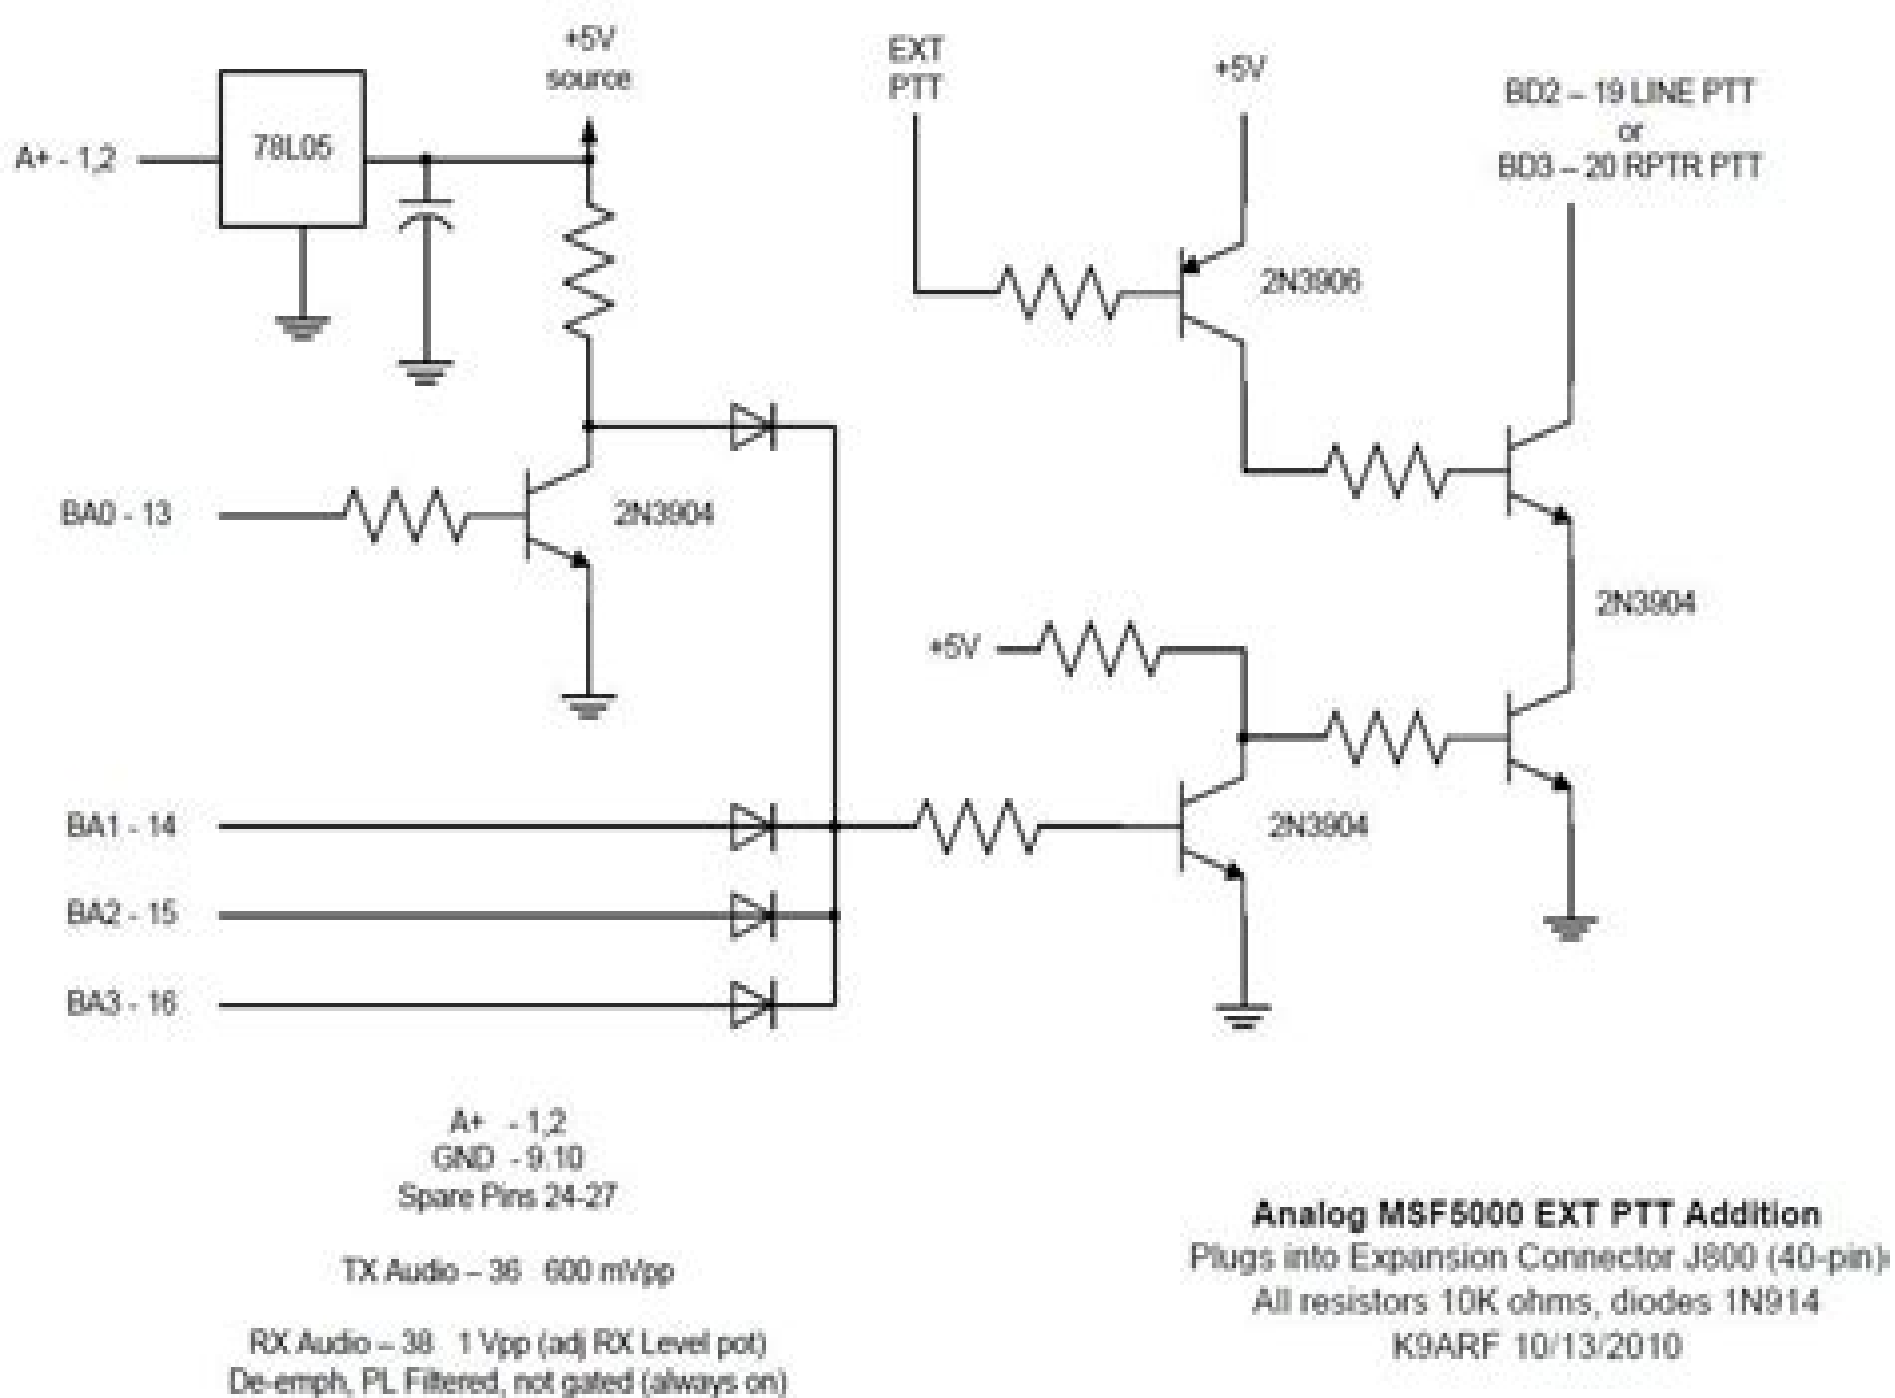 +5V
source
EXT
PTT
+5V
BD2 – 19 LINE PTT
or
BD3 – 20 RPTR PTT
A+ - 1,2
78L05
2N3906
BA0 - 13
2N3904
2N3904
+5V
BA1 - 14
2N3904
BA2 - 15
BA3 - 16
A+ - 1,2
GND - 9.10
Spare Pins 24-27
TX Audio – 36 600 mVpp
RX Audio – 38 1 Vpp (adj RX Level pot)
De-emph, PL Filtered, not gated (always on)
Analog MSF5000 EXT PTT Addition
Plugs into Expansion Connector J800 (40-pin)
All resistors 10K ohms, diodes 1N914
K9ARF 10/13/2010